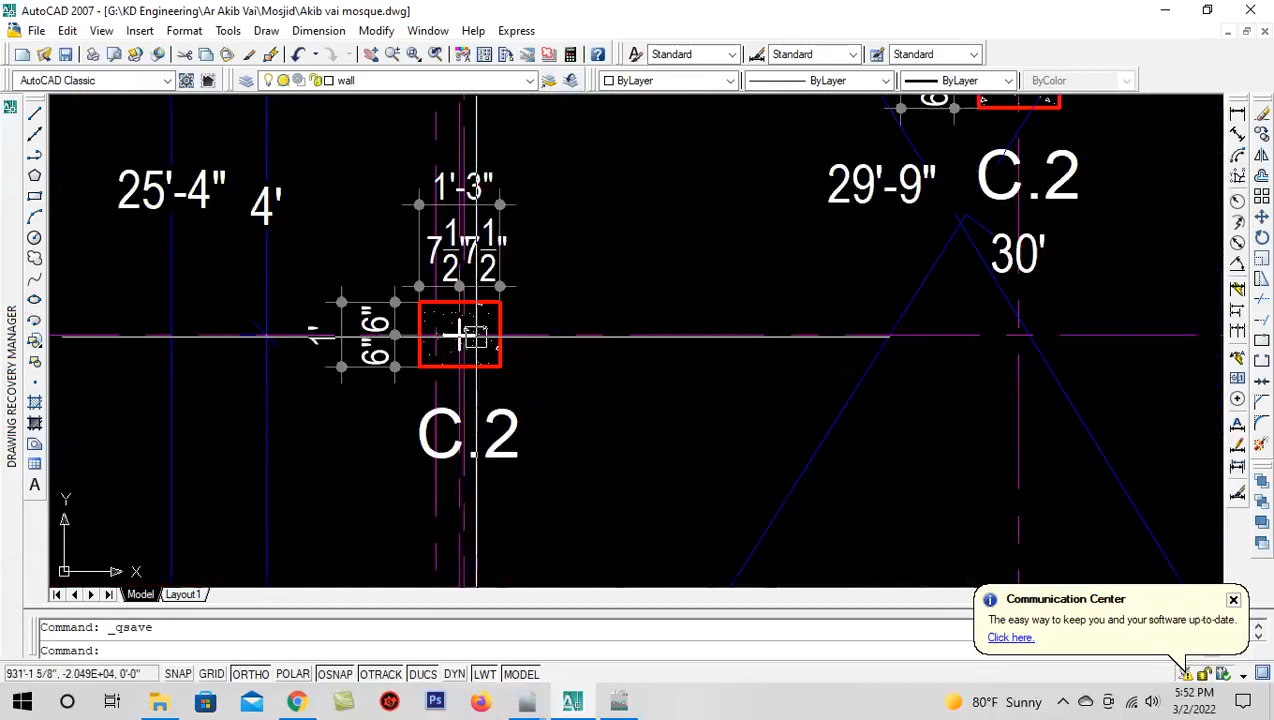 AutoCAD 2007 - [G:\KD Engineering\Ar Akib Vai\Mosjid\Akib vai mosque.dwg]
File Edit View Insert Format Tools Draw Dimension Modify Window Help Express
Standard Standard Standard
AutoCAD Classic wall ByLayer ByLayer ByLayer ByColor
DRAWING RECOVERY MANAGER
25'-4" 4'
1'-3"
7 1/2" 7 1/2"
6" 6"
1'
C.2
29'-9"
C.2
30'
Y
X
Model Layout1
Communication Center
The easy way to keep you and your software up-to-date.
Click here.
Command: _qsave
Command:
931'-1 5/8", -2.049E+04, 0'-0" SNAP GRID ORTHO POLAR OSNAP OTRACK DUCS DYN LWT MODEL
80°F Sunny
5:52 PM
3/2/2022